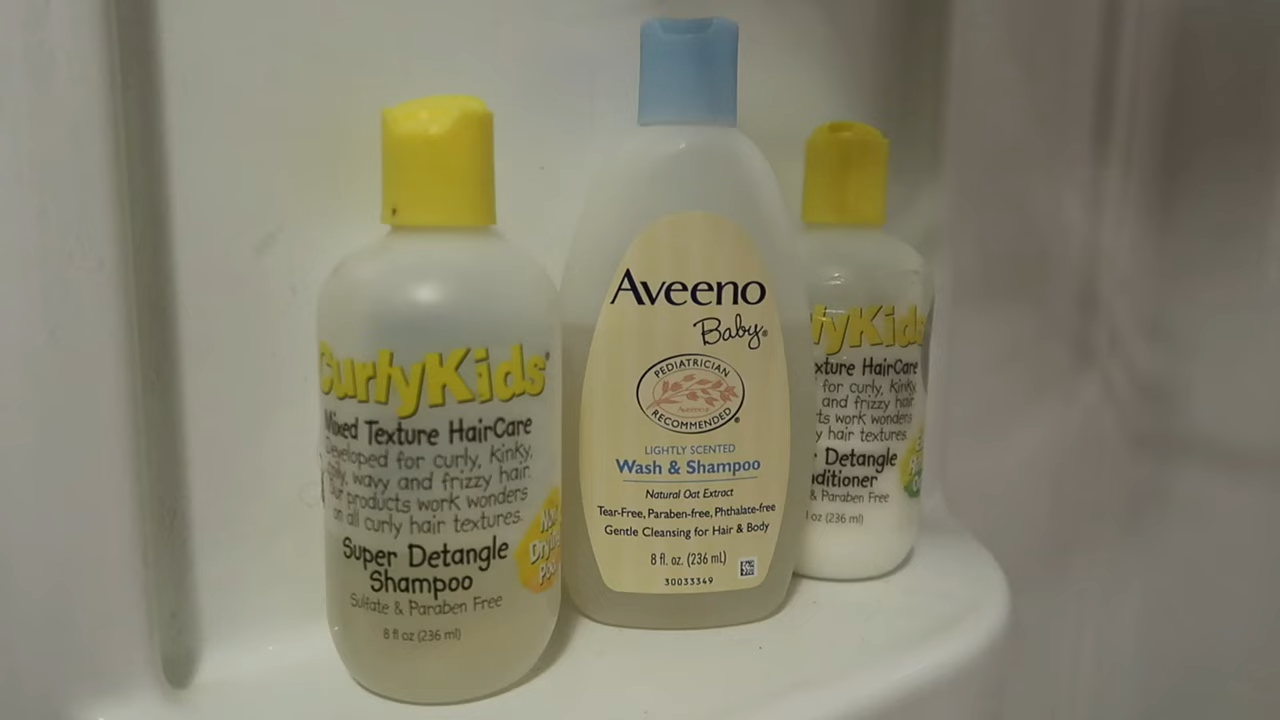 CurlyKids®
Mixed Texture HairCare
Developed for curly, kinky,
wavy and frizzy hair.
Our products work wonders
on all curly hair textures.
Super Detangle
Shampoo
Sulfate & Paraben Free
8 fl oz (236 ml)
Aveeno
Baby®
PEDIATRICIAN
Aveeno®
RECOMMENDED®
LIGHTLY SCENTED
Wash & Shampoo
Natural Oat Extract
Tear-Free, Paraben-free, Phthalate-free
Gentle Cleansing for Hair & Body
8 fl. oz. (236 mL)
30033349
lyKids
xture HairCare
for curly, kinky,
and frizzy hair
ts work wonders
y hair textures.
Detangle
ditioner
& Paraben Free
oz (236 ml)